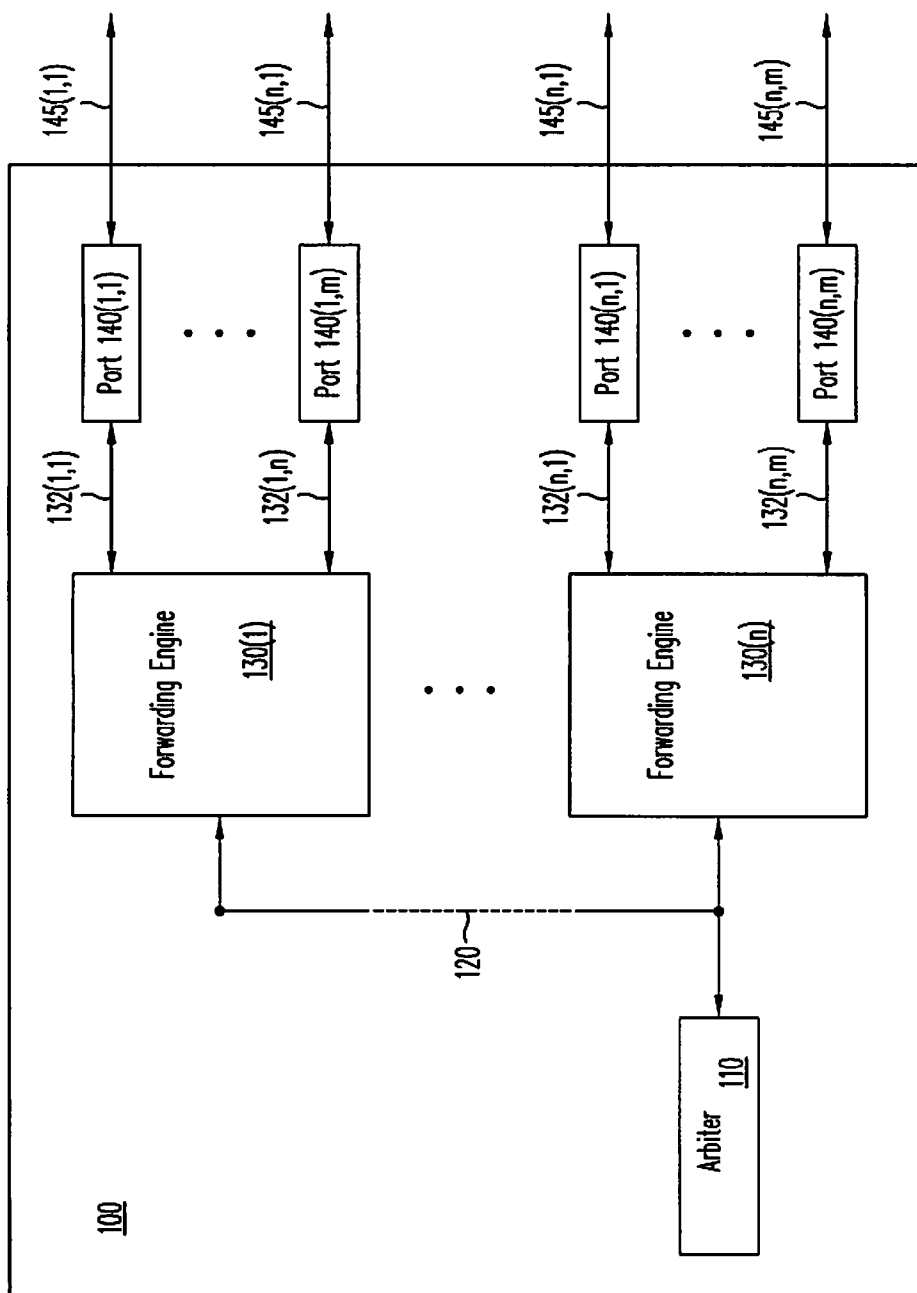 100
Arbiter
110
120
Forwarding Engine
130(1)
Forwarding Engine
130(n)
132(1,1)
132(1,n)
132(n,1)
132(n,m)
Port 140(1,1)
Port 140(1,m)
Port 140(n,1)
Port 140(n,m)
145(1,1)
145(n,1)
145(n,1)
145(n,m)